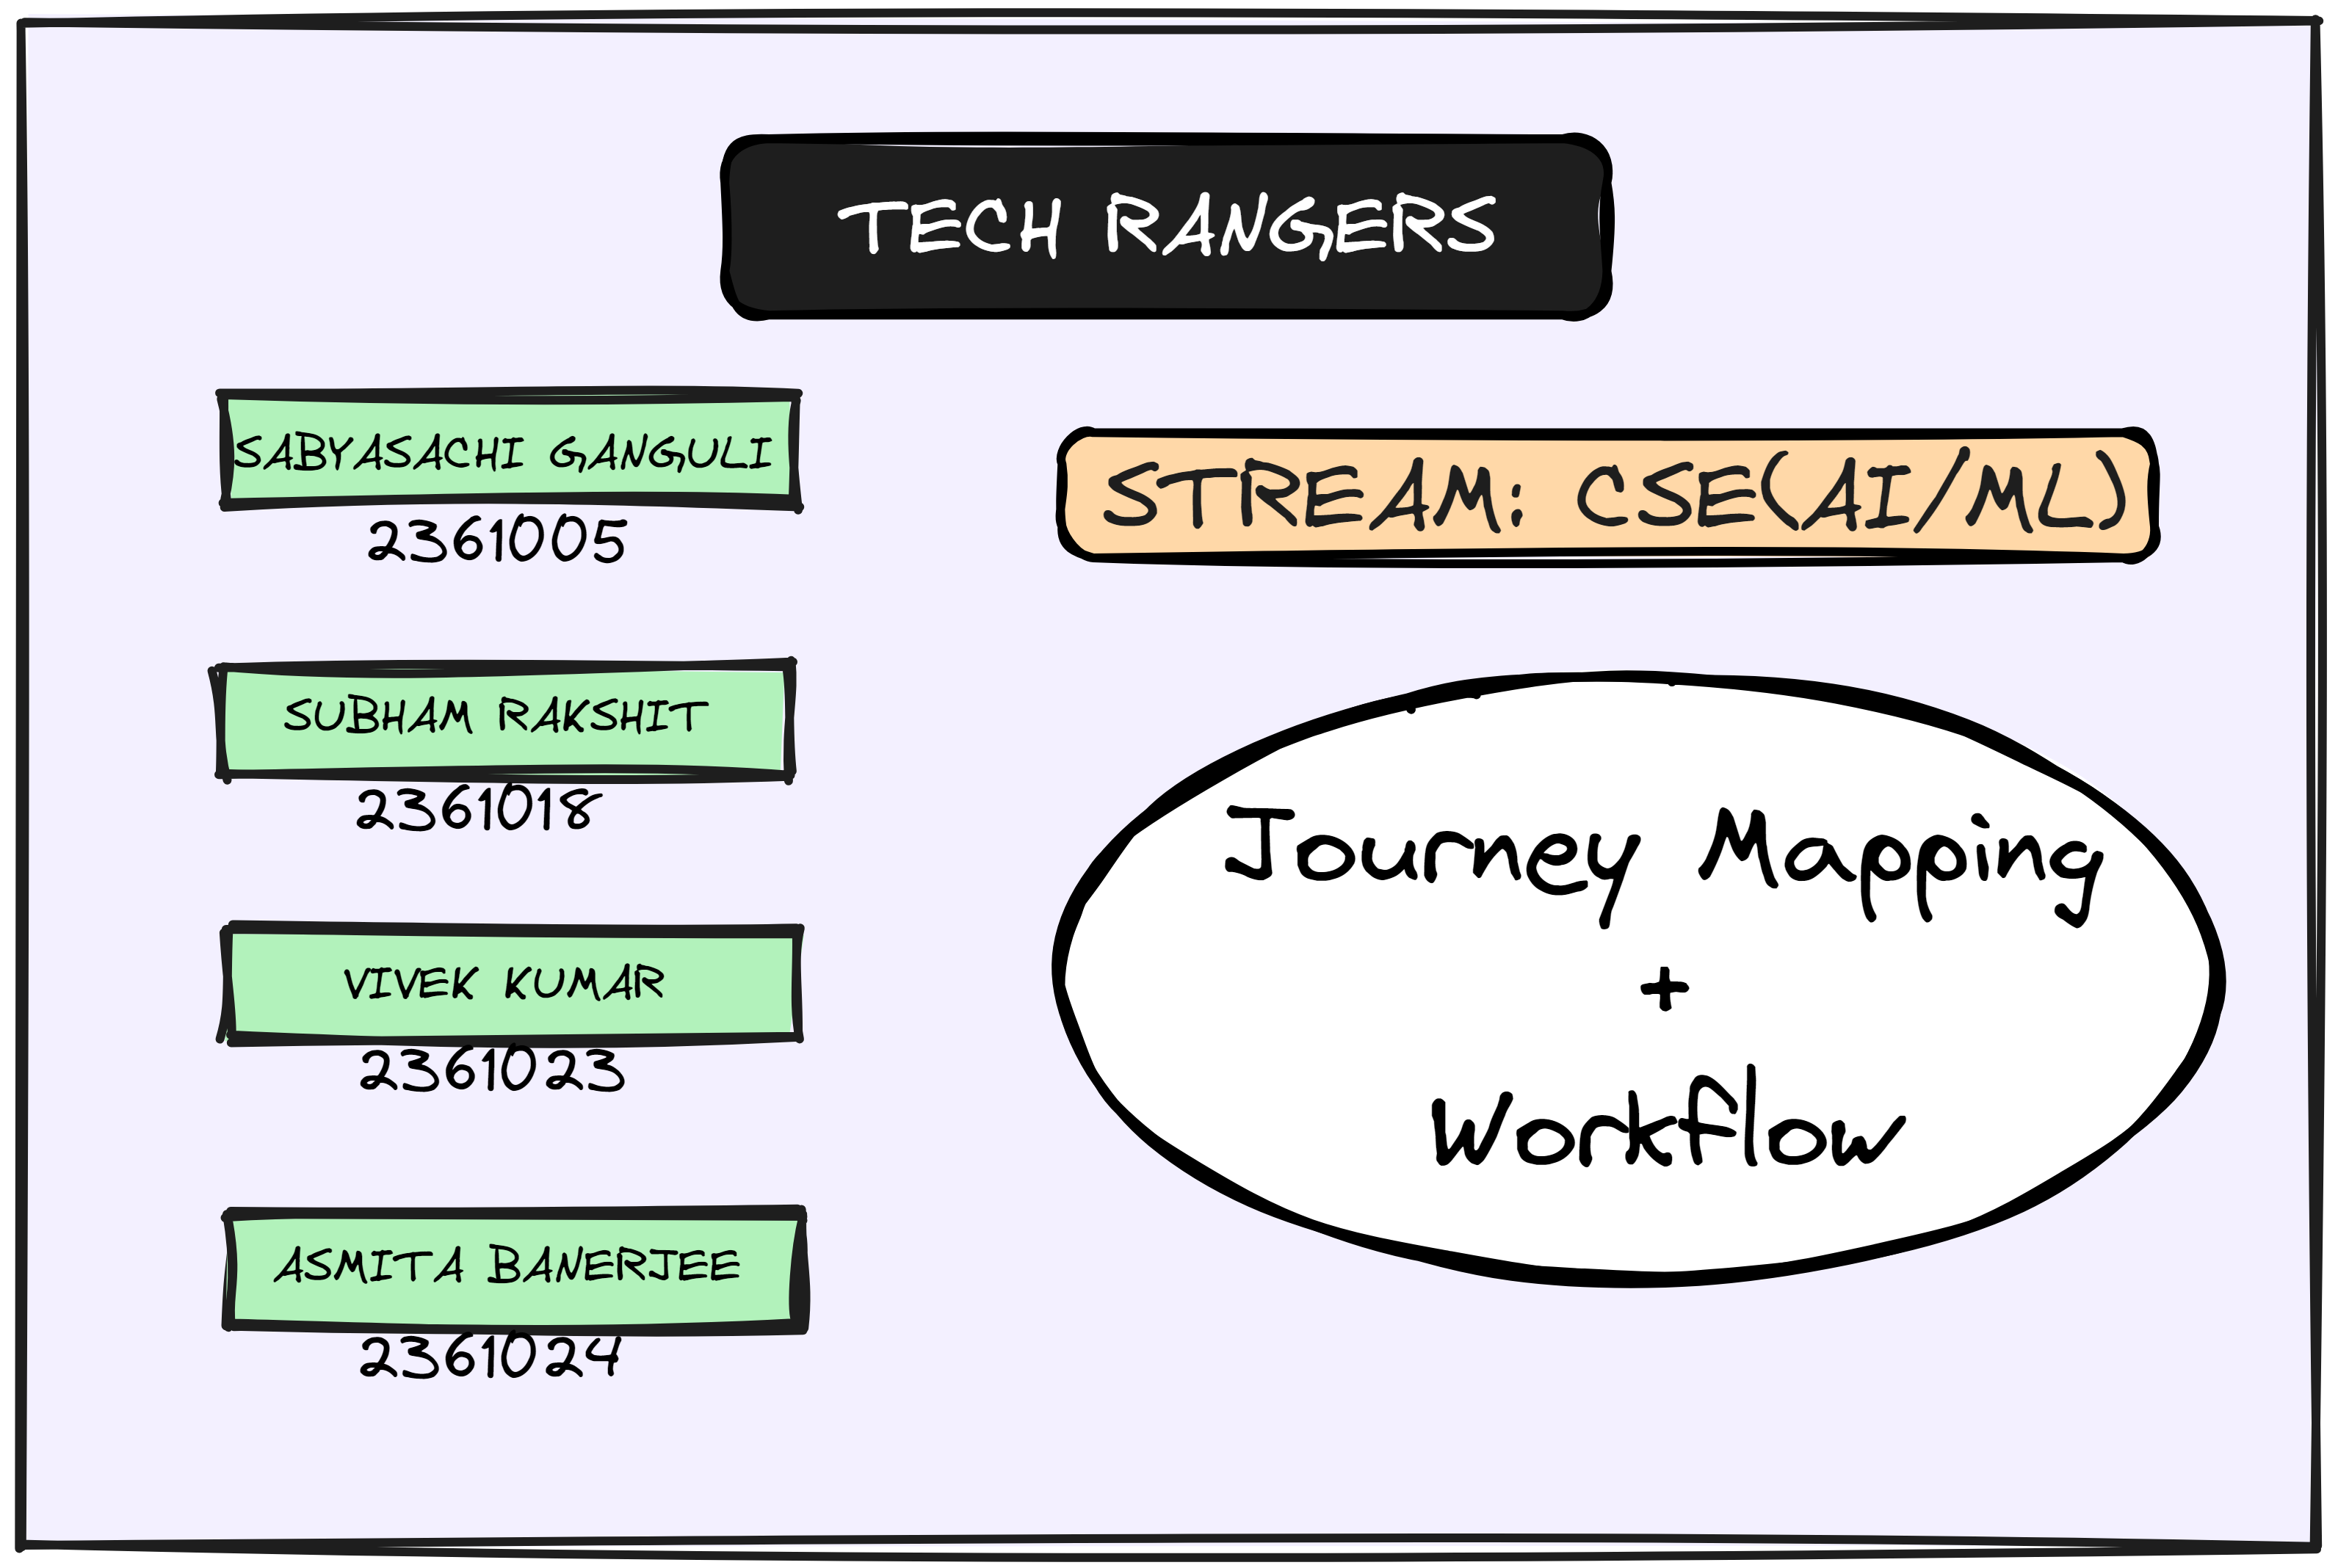 TECH RANGERS
SABYASACHI GANGULI
2361005
STREAM: CSE(AI/ML)
SUBHAM RAKSHIT
2361018
VIVEK KUMAR
2361023
ASMITA BANERJEE
2361024
Journey Mapping
+
Workflow